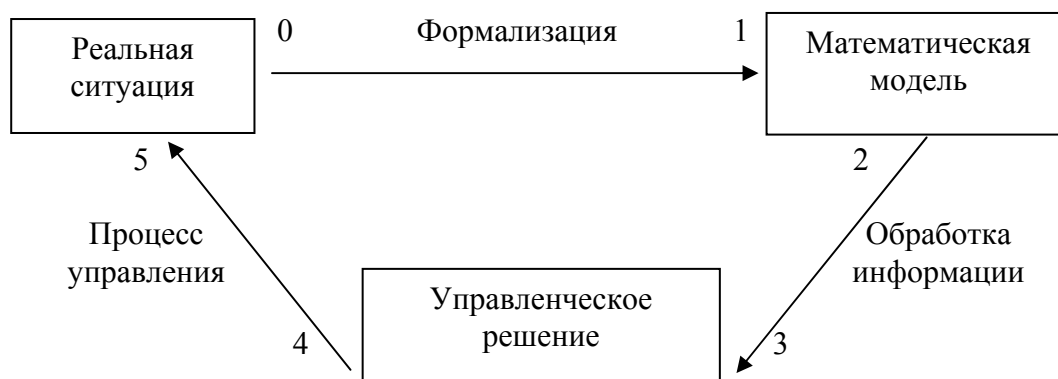 0 Формализация 1
Реальная
ситуация
Математическая
модель
5
2
Процесс
управления
Обработка
информации
Управленческое
решение
4
3